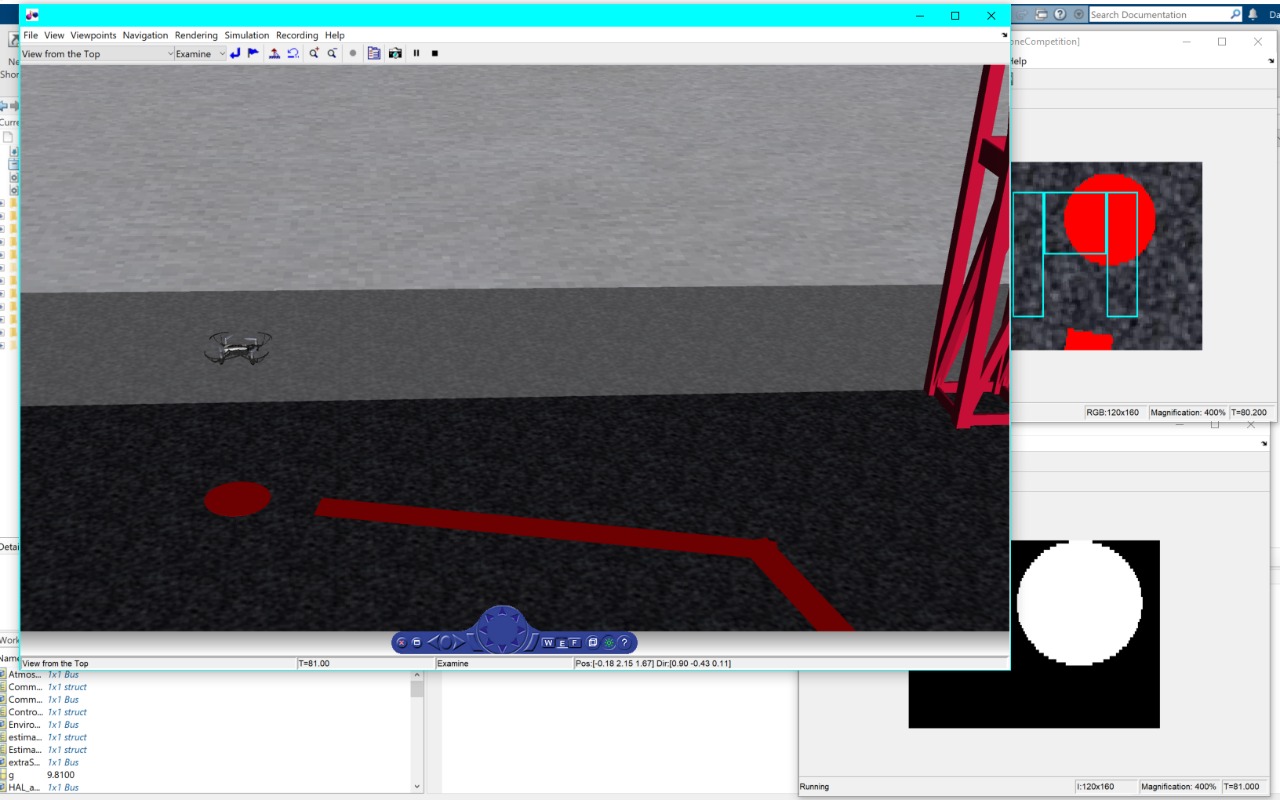 File View Viewpoints Navigation Rendering Simulation Recording Help
View from the Top Examine
View from the Top T=81.00 Examine Pos:[-0.18 2.15 1.67] Dir:[0.90 -0.43 0.11]
Search Documentation Da
oneCompetition]
Help
RGB:120x160 Magnification: 400% T=80.200
Running I:120x160 Magnification: 400% T=81.000
Ne
Shor
Curre
Detai
Work
Name
Atmos... 1x1 Bus
Comm... 1x1 struct
Comm... 1x1 Bus
Contro... 1x1 struct
Enviro... 1x1 Bus
estima... 1x1 struct
Estima... 1x1 struct
extraS... 1x1 Bus
g 9.8100
HAL_a... 1x1 Bus
W E F ?